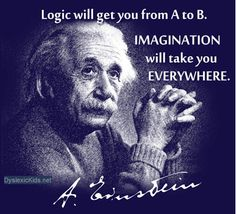 Logic will get you from A to B.
IMAGINATION
will take you
EVERYWHERE.
DyslexicKids.net
A. Einstein